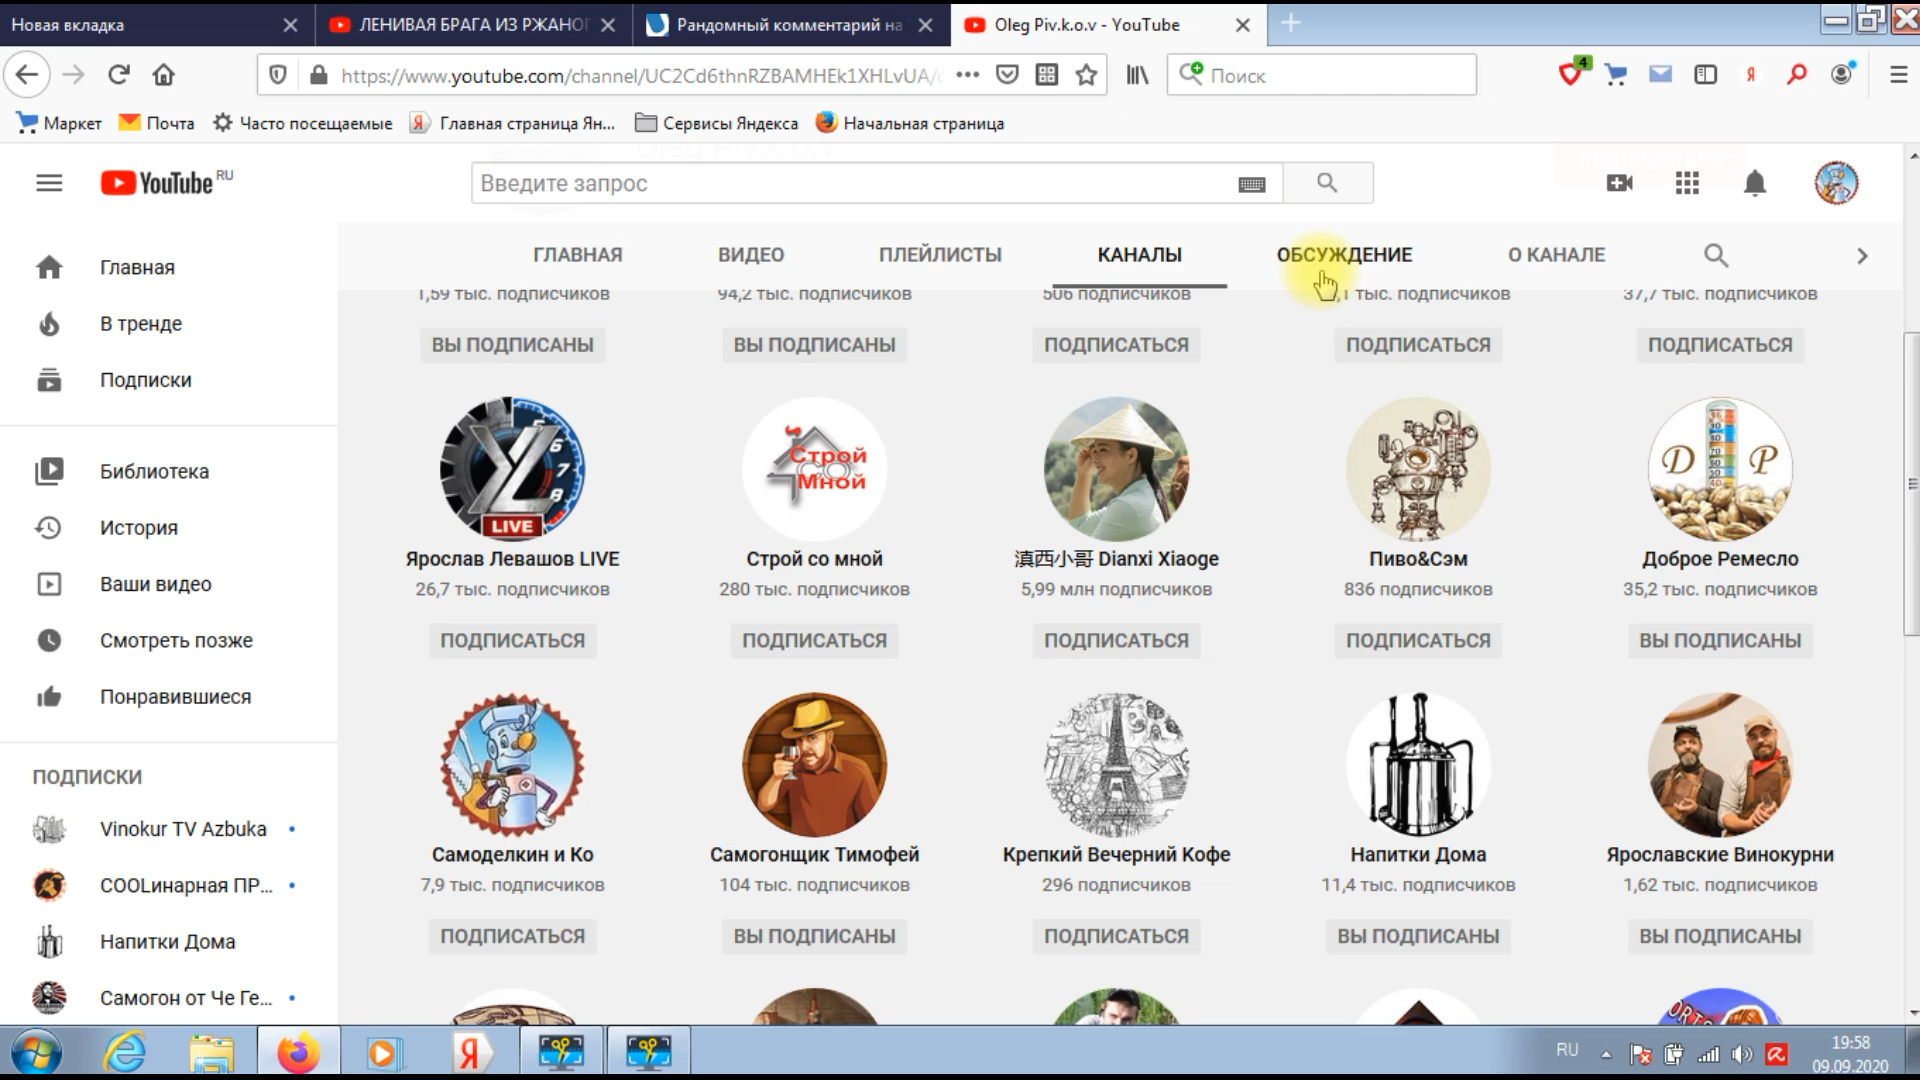 Новая вкладка
ЛЕНИВАЯ БРАГА ИЗ РЖАНОГ
Рандомный комментарий на
Oleg Piv.k.o.v - YouTube
https://www.youtube.com/channel/UC2Cd6thnRZBAMHEk1XHLvUA/c
Поиск
4
Маркет
Почта
Часто посещаемые
Главная страница Ян...
Сервисы Яндекса
Начальная страница
YouTube RU
Введите запрос
ГЛАВНАЯ
ВИДЕО
ПЛЕЙЛИСТЫ
КАНАЛЫ
ОБСУЖДЕНИЕ
О КАНАЛЕ
Главная
В тренде
Подписки
Библиотека
История
Ваши видео
Смотреть позже
Понравившиеся
ПОДПИСКИ
Vinokur TV Azbuka
COOLинарная ПР...
Напитки Дома
Самогон от Че Ге...
1,59 тыс. подписчиков
94,2 тыс. подписчиков
506 подписчиков
,1 тыс. подписчиков
37,7 тыс. подписчиков
ВЫ ПОДПИСАНЫ
ВЫ ПОДПИСАНЫ
ПОДПИСАТЬСЯ
ПОДПИСАТЬСЯ
ПОДПИСАТЬСЯ
YL 5 6 7 8 LIVE
Строй со Мной
D P
Ярослав Левашов LIVE
Строй со мной
滇西小哥 Dianxi Xiaoge
Пиво&Сэм
Доброе Ремесло
26,7 тыс. подписчиков
280 тыс. подписчиков
5,99 млн подписчиков
836 подписчиков
35,2 тыс. подписчиков
ПОДПИСАТЬСЯ
ПОДПИСАТЬСЯ
ПОДПИСАТЬСЯ
ПОДПИСАТЬСЯ
ВЫ ПОДПИСАНЫ
Самоделкин и Ко
Самогонщик Тимофей
Крепкий Вечерний Кофе
Напитки Дома
Ярославские Винокурни
7,9 тыс. подписчиков
104 тыс. подписчиков
296 подписчиков
11,4 тыс. подписчиков
1,62 тыс. подписчиков
ПОДПИСАТЬСЯ
ВЫ ПОДПИСАНЫ
ПОДПИСАТЬСЯ
ВЫ ПОДПИСАНЫ
ВЫ ПОДПИСАНЫ
RU
19:58
09.09.2020